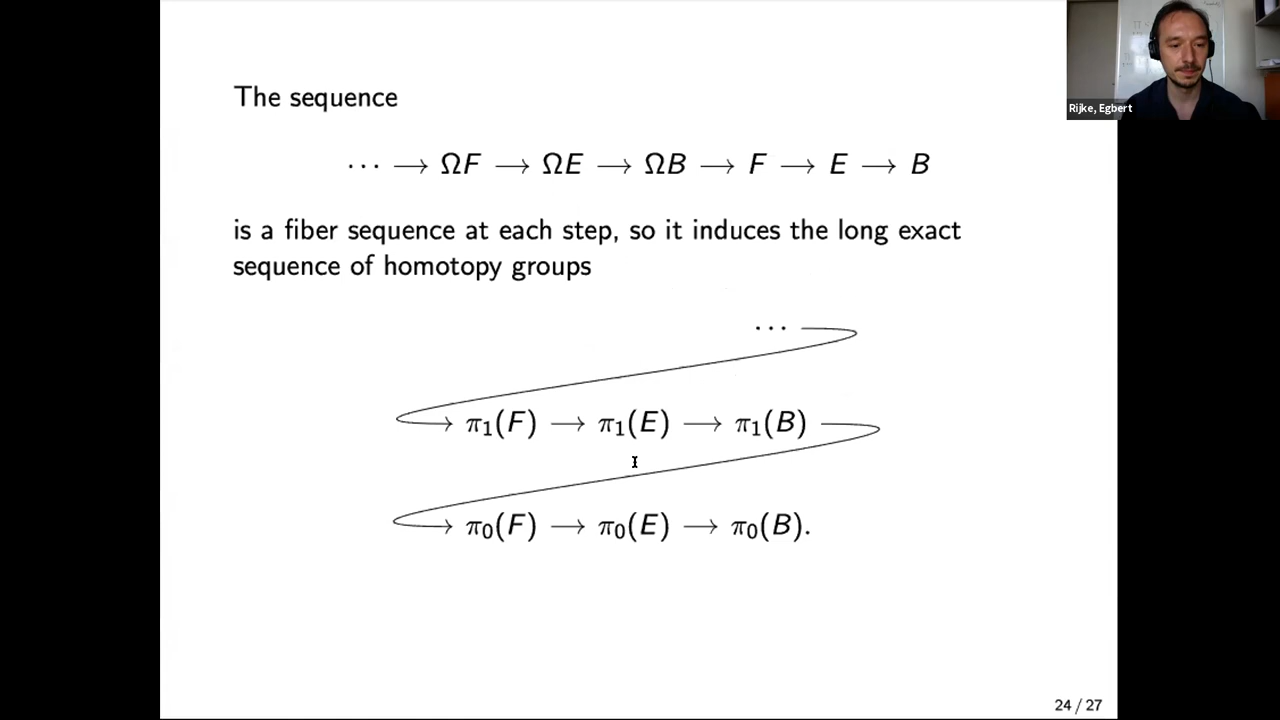 The sequence
··· ⟶ ΩF ⟶ ΩE ⟶ ΩB ⟶ F ⟶ E ⟶ B
is a fiber sequence at each step, so it induces the long exact
sequence of homotopy groups
···
π₁(F) ⟶ π₁(E) ⟶ π₁(B)
π₀(F) ⟶ π₀(E) ⟶ π₀(B).
24 / 27
Rijke, Egbert